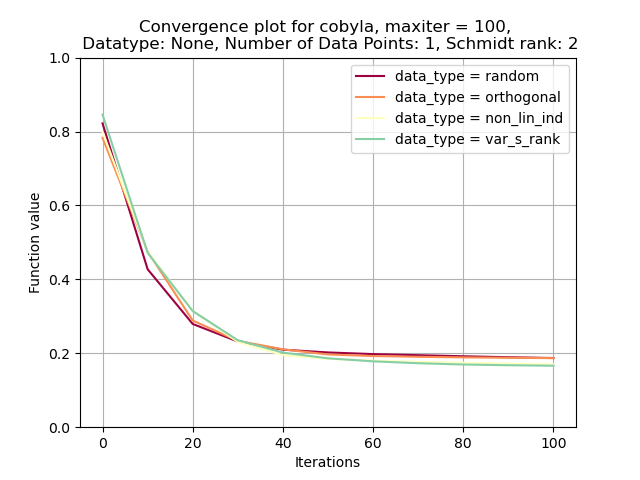 Convergence plot for cobyla, maxiter = 100,
Datatype: None, Number of Data Points: 1, Schmidt rank: 2
1.0
0.8
0.6
0.4
0.2
0.0
Function value
data_type = random
data_type = orthogonal
data_type = non_lin_ind
data_type = var_s_rank
0
20
40
60
80
100
Iterations